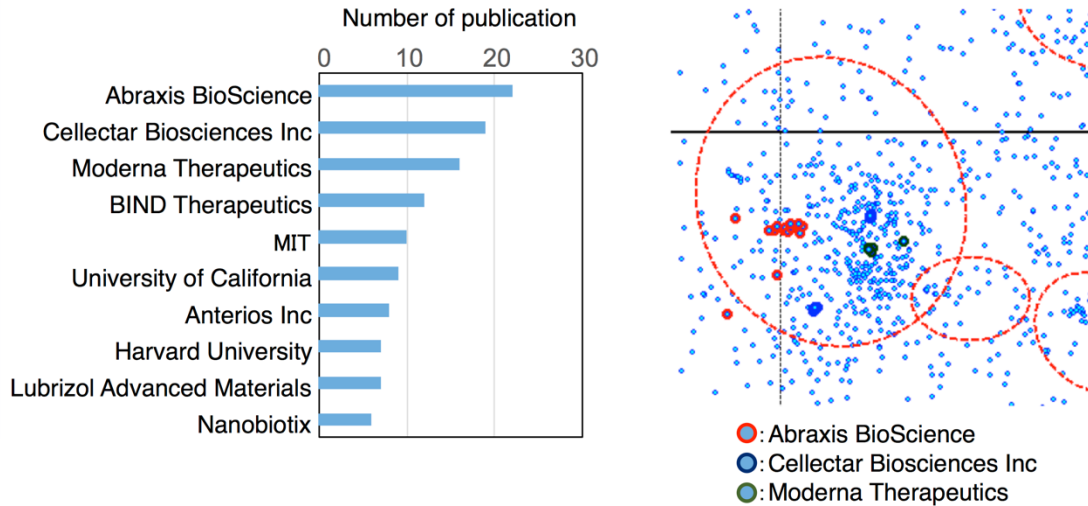 Number of publication
0 10 20 30
Abraxis BioScience
Cellectar Biosciences Inc
Moderna Therapeutics
BIND Therapeutics
MIT
University of California
Anterios Inc
Harvard University
Lubrizol Advanced Materials
Nanobiotix
: Abraxis BioScience
: Cellectar Biosciences Inc
: Moderna Therapeutics